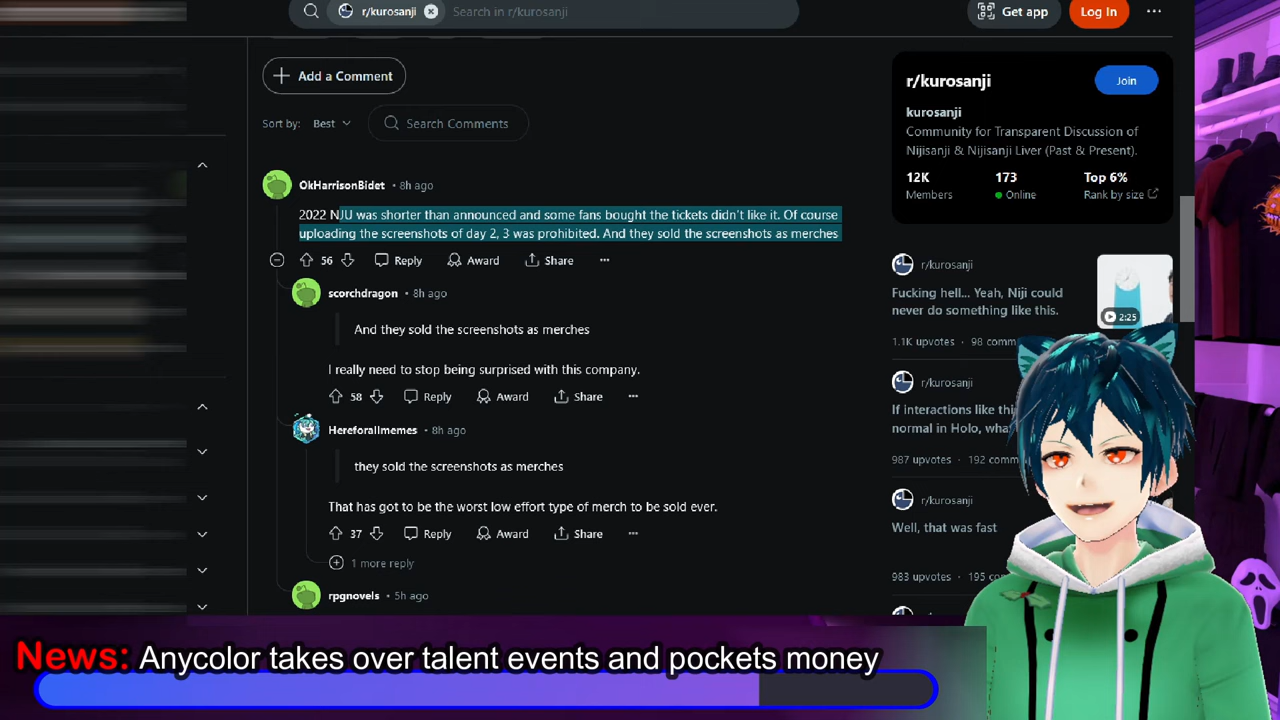 r/kurosanji
Search in r/kurosanji
Get app
Log In
Add a Comment
Sort by: Best
Search Comments
OkHarrisonBidet • 8h ago
2022 NJU was shorter than announced and some fans bought the tickets didn't like it. Of course
uploading the screenshots of day 2, 3 was prohibited. And they sold the screenshots as merches
56 Reply Award Share
scorchdragon • 8h ago
And they sold the screenshots as merches
I really need to stop being surprised with this company.
58 Reply Award Share
Hereforallmemes • 8h ago
they sold the screenshots as merches
That has got to be the worst low effort type of merch to be sold ever.
37 Reply Award Share
1 more reply
rpgnovels • 5h ago
r/kurosanji
Join
kurosanji
Community for Transparent Discussion of
Nijisanji & Nijisanji Liver (Past & Present).
12K 173 Top 6%
Members Online Rank by size
r/kurosanji
Fucking hell... Yeah, Niji could
never do something like this.
2:25
1.1K upvotes • 98 comm
r/kurosanji
If interactions like thi
normal in Holo, wha
987 upvotes • 192 comm
r/kurosanji
Well, that was fast
983 upvotes • 195 com
News: Anycolor takes over talent events and pockets money